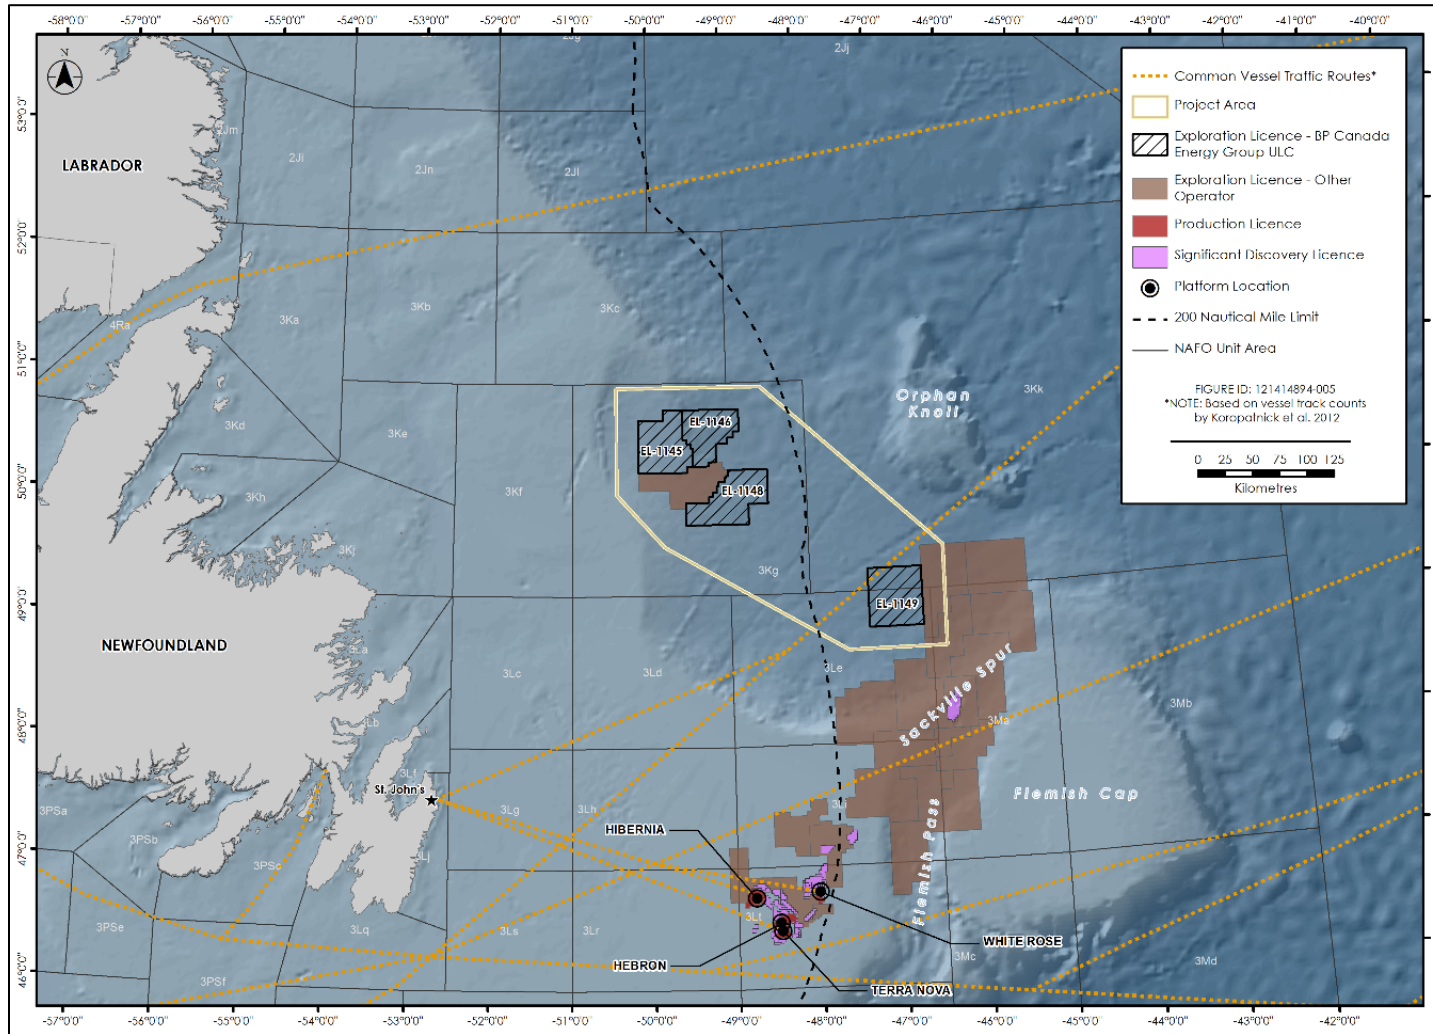 -58°0'0" -57°0'0" -56°0'0" -55°0'0" -54°0'0" -53°0'0" -52°0'0" -51°0'0" -50°0'0" -49°0'0" -48°0'0" -47°0'0" -46°0'0" -45°0'0" -44°0'0" -43°0'0" -42°0'0" -41°0'0" -40°0'0"
2Jj
Common Vessel Traffic Routes*
Project Area
Exploration Licence - BP Canada
Energy Group ULC
Exploration Licence - Other
Operator
Production Licence
Significant Discovery Licence
Platform Location
200 Nautical Mile Limit
NAFO Unit Area
FIGURE ID: 121414894-005
*NOTE: Based on vessel track counts
by Koropatnick et al. 2012
0 25 50 75 100 125
Kilometres
53°0'0"
52°0'0"
51°0'0"
50°0'0"
49°0'0"
48°0'0"
47°0'0"
46°0'0"
N
2Jm
LABRADOR
2Jn
3Ka
3Kb
3Kc
4Ra
3Kk
Orphan
Knoll
3Kd
3Ke
EL-1146
EL-1145
3Kh
3Kf
EL-1148
3Kj
3Kg
EL-1149
NEWFOUNDLAND
3La
3Lc
3Ld
3Le
Sackville Spur
3Lb
3Ma
3Mb
3Lf
St. John's
3Lg
3Lh
3Li
Flemish Cap
3PSa
3PSb
HIBERNIA
3PSc
3Lj
Flemish Pass
3PSe
3Lq
3Ls
3Lr
3Lt
WHITE ROSE
3Mc
3Md
HEBRON
3PSf
TERRA NOVA
-57°0'0" -56°0'0" -55°0'0" -54°0'0" -53°0'0" -52°0'0" -51°0'0" -50°0'0" -49°0'0" -48°0'0" -47°0'0" -46°0'0" -45°0'0" -44°0'0" -43°0'0" -42°0'0"